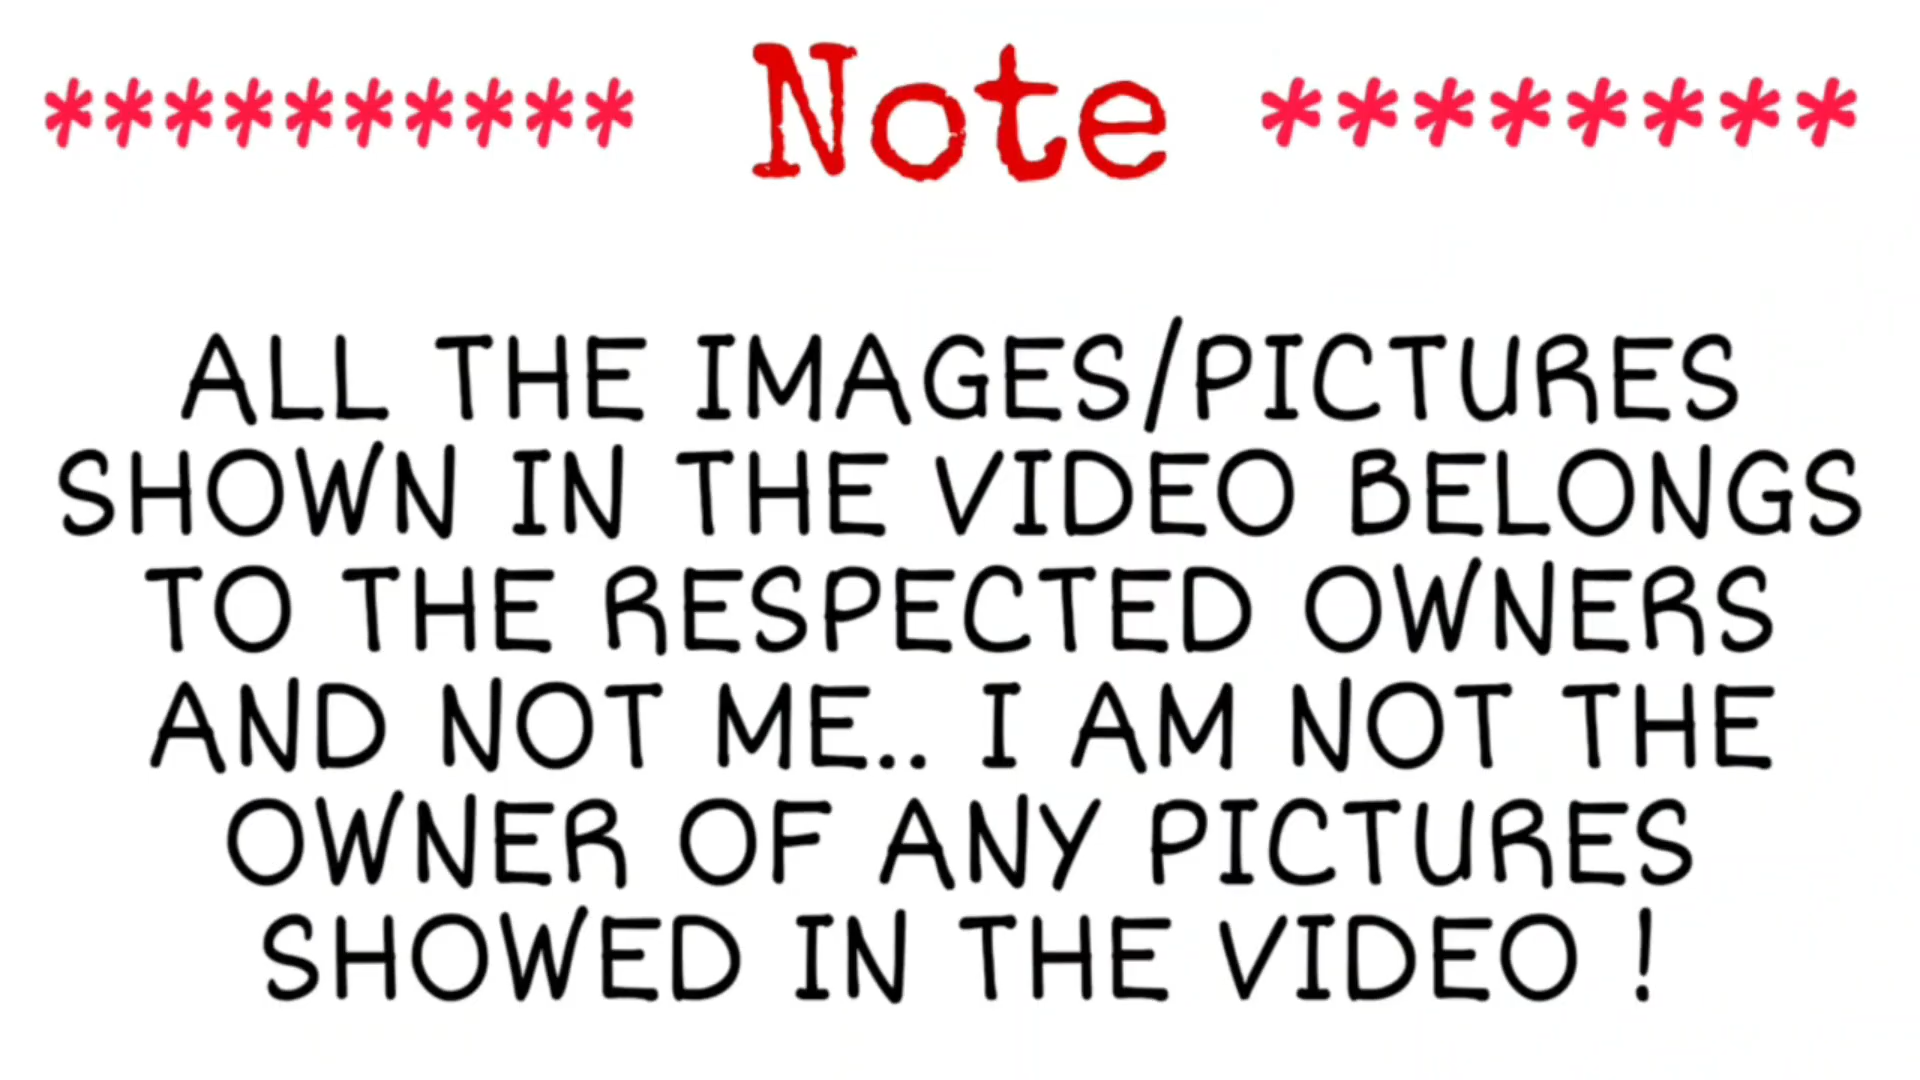 ********** Note ********
ALL THE IMAGES/PICTURES
SHOWN IN THE VIDEO BELONGS
TO THE RESPECTED OWNERS
AND NOT ME.. I AM NOT THE
OWNER OF ANY PICTURES
SHOWED IN THE VIDEO !